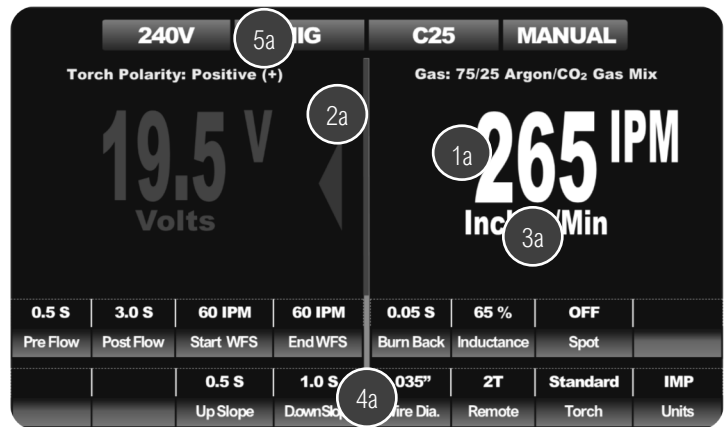 240V 5a IG C25 MANUAL
Torch Polarity: Positive (+) Gas: 75/25 Argon/CO₂ Gas Mix
2a
19.5 V 1a 265 IPM
Volts Inc /Min
3a
0.5 S 3.0 S 60 IPM 60 IPM 0.05 S 65 % OFF
Pre Flow Post Flow Start WFS End WFS Burn Back Inductance Spot
0.5 S 1.0 S 4a .035” 2T Standard IMP
Up Slope D.ownSlop ire Dia. Remote Torch Units